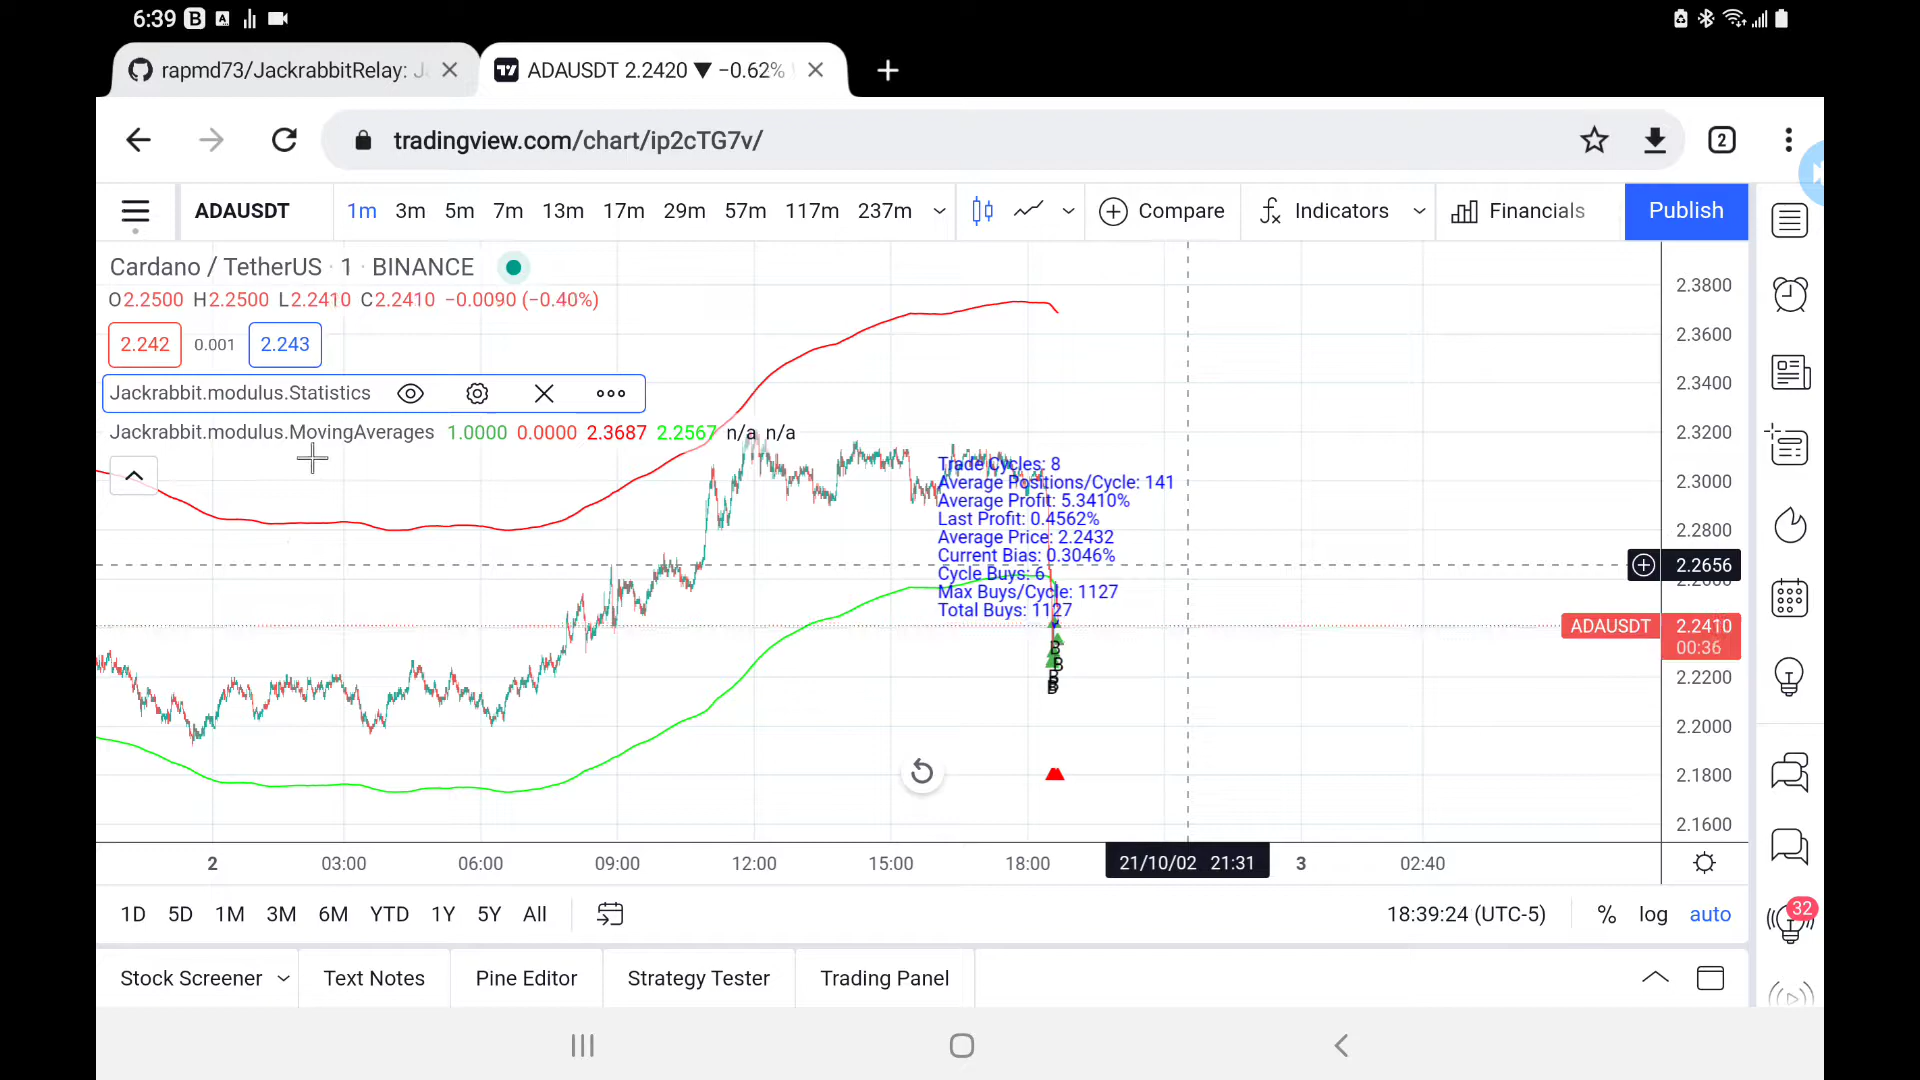 6:39
rapmd73/JackrabbitRelay: J
ADAUSDT 2.2420 ▼ −0.62%
tradingview.com/chart/ip2cTG7v/
2
ADAUSDT 1m 3m 5m 7m 13m 17m 29m 57m 117m 237m Compare Indicators Financials Publish
Cardano / TetherUS · 1 · BINANCE
O2.2500 H2.2500 L2.2410 C2.2410 −0.0090 (−0.40%)
2.242 0.001 2.243
Jackrabbit.modulus.Statistics
Jackrabbit.modulus.MovingAverages 1.0000 0.0000 2.3687 2.2567 n/a n/a
Trade Cycles: 8
Average Positions/Cycle: 141
Average Profit: 5.3410%
Last Profit: 0.4562%
Average Price: 2.2432
Current Bias: 0.3046%
Cycle Buys: 6
Max Buys/Cycle: 1127
Total Buys: 1127
B
B
B
B
2.3800
2.3600
2.3400
2.3200
2.3000
2.2800
2.2656
2.2600
ADAUSDT 2.2410
00:36
2.2200
2.2000
2.1800
2.1600
2 03:00 06:00 09:00 12:00 15:00 18:00 21/10/02 21:31 3 02:40
1D 5D 1M 3M 6M YTD 1Y 5Y All 18:39:24 (UTC-5) % log auto
32
Stock Screener Text Notes Pine Editor Strategy Tester Trading Panel